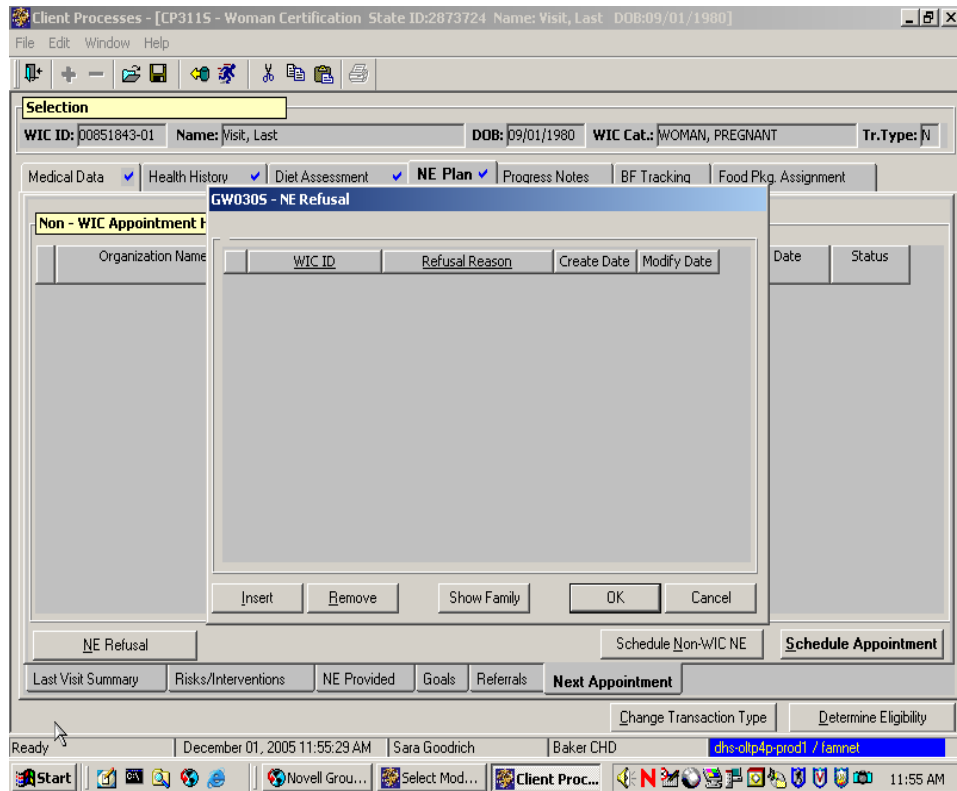 Client Processes - [CP311S - Woman Certification State ID:2873724 Name: Visit, Last DOB:09/01/1980]
File Edit Window Help
Selection
WIC ID: 00851843-01 Name: Visit, Last DOB: 09/01/1980 WIC Cat.: WOMAN, PREGNANT Tr.Type: N
Medical Data Health History Diet Assessment NE Plan Progress Notes BF Tracking Food Pkg. Assignment
GW030S - NE Refusal
Non - WIC Appointment H
Organization Name Date Status
WIC ID Refusal Reason Create Date Modify Date
Insert Remove Show Family OK Cancel
NE Refusal Schedule Non-WIC NE Schedule Appointment
Last Visit Summary Risks/Interventions NE Provided Goals Referrals Next Appointment
Change Transaction Type Determine Eligibility
Ready December 01, 2005 11:55:29 AM Sara Goodrich Baker CHD dhs-oltp4p-prod1 / famnet
Start Novell Grou... Select Mod... Client Proc... N 11:55 AM